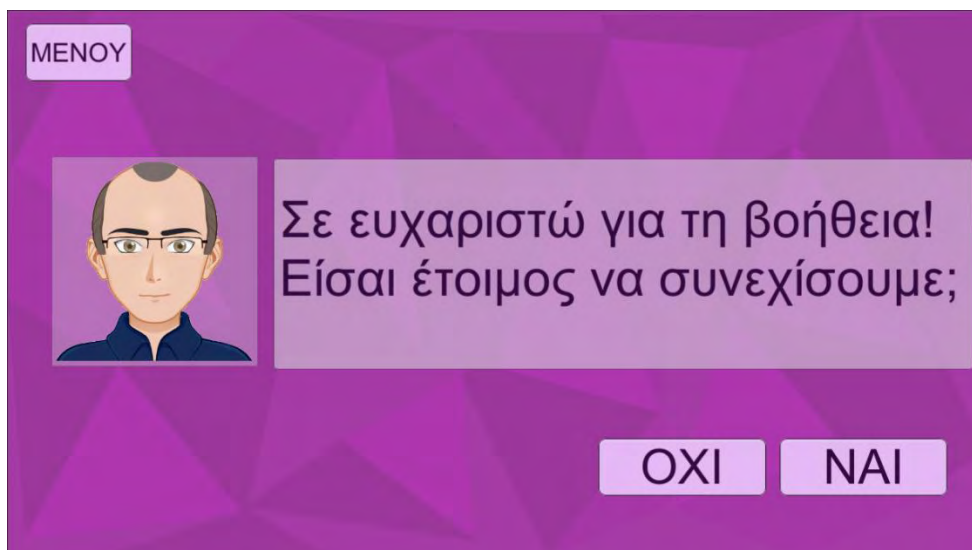 ΜΕΝΟΥ
Σε ευχαριστώ για τη βοήθεια!
Είσαι έτοιμος να συνεχίσουμε;
ΟΧΙ
ΝΑΙ